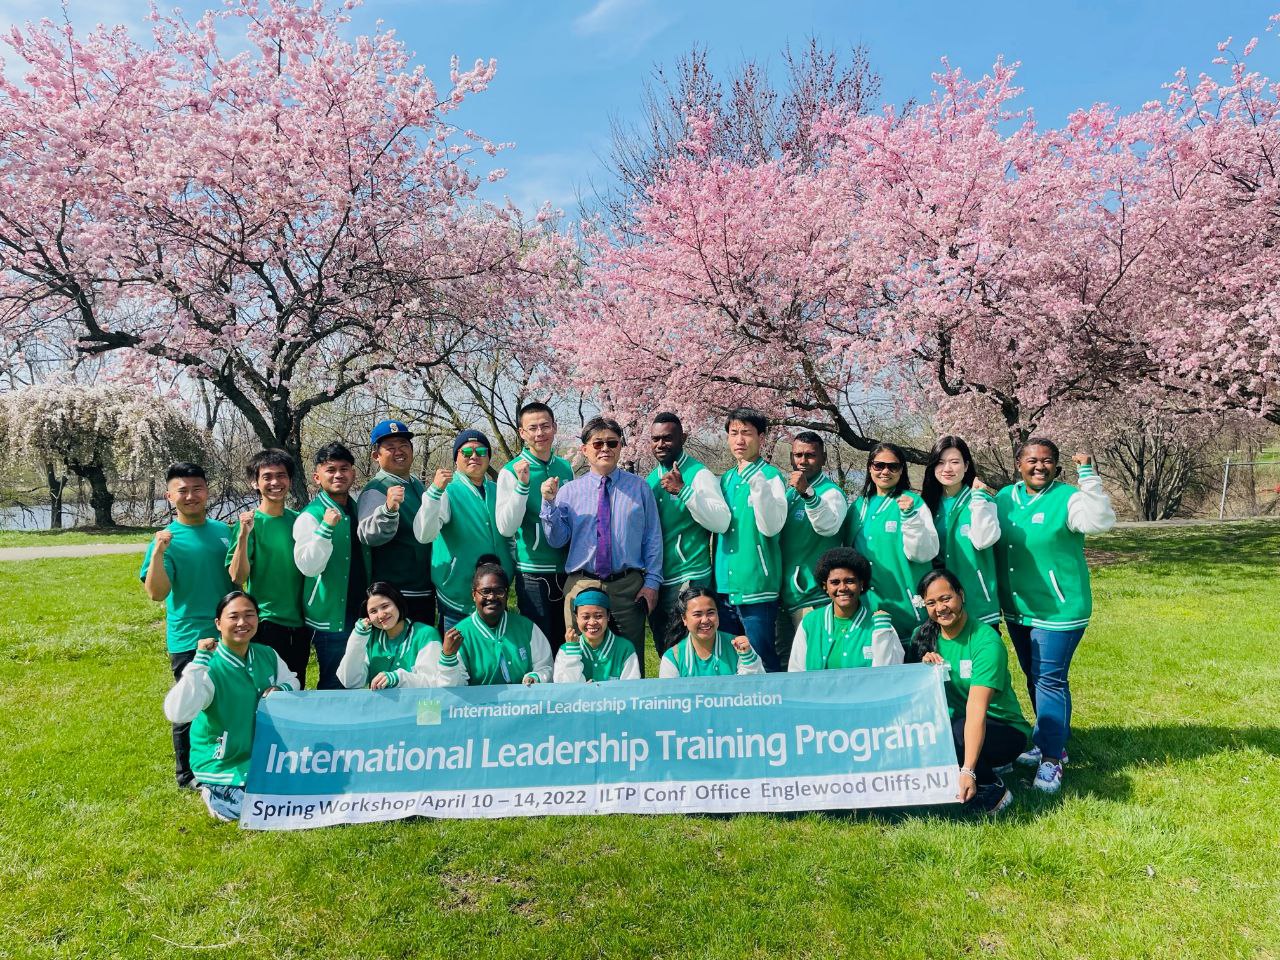 ILTP
International Leadership Training Foundation
International Leadership Training Program
Spring Workshop April 10 – 14, 2022 ILTP Conf Office Englewood Cliffs, NJ